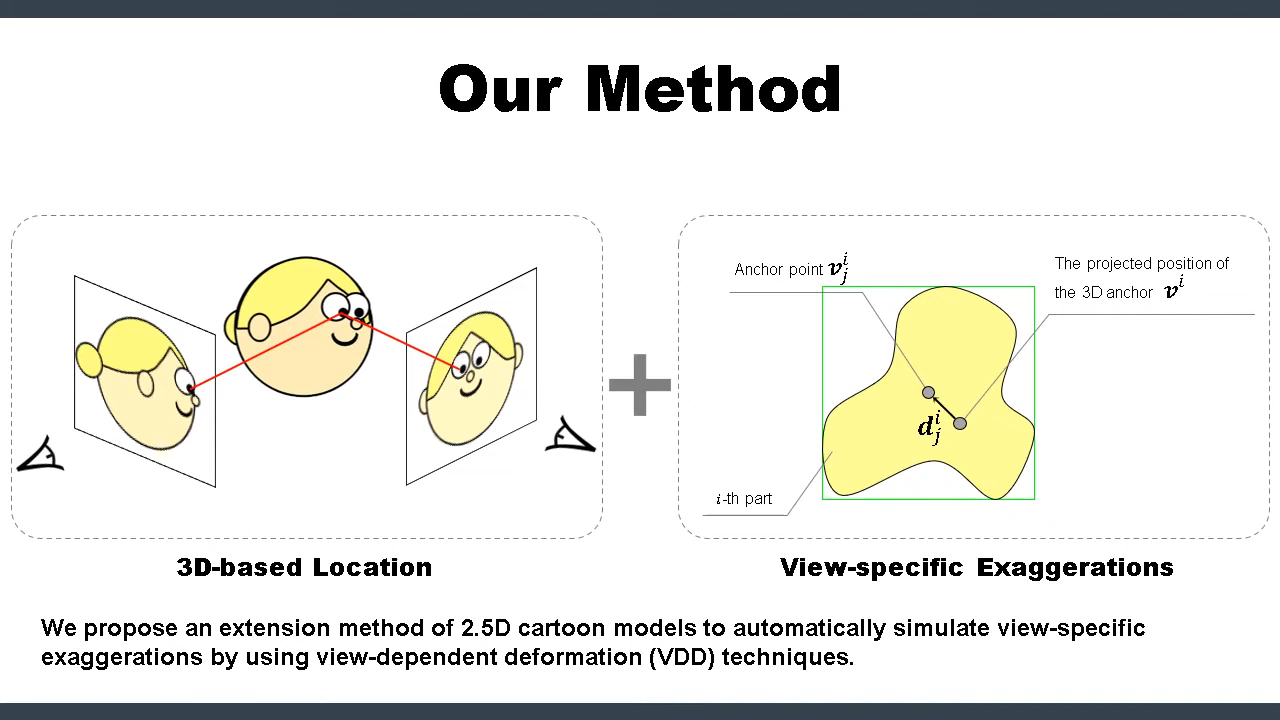 Our Method
Anchor point v_j^i
The projected position of
the 3D anchor v^i
d_j^i
i-th part
3D-based Location
View-specific Exaggerations
We propose an extension method of 2.5D cartoon models to automatically simulate view-specific
exaggerations by using view-dependent deformation (VDD) techniques.